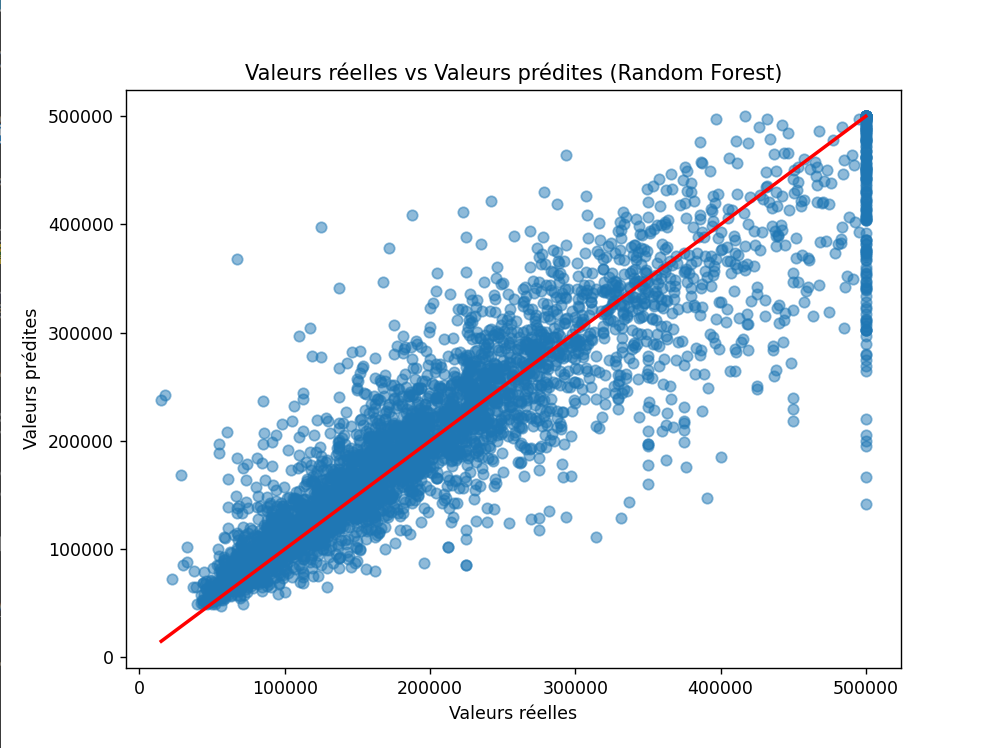 Valeurs réelles vs Valeurs prédites (Random Forest)
500000
400000
300000
200000
100000
0
Valeurs prédites
0 100000 200000 300000 400000 500000
Valeurs réelles